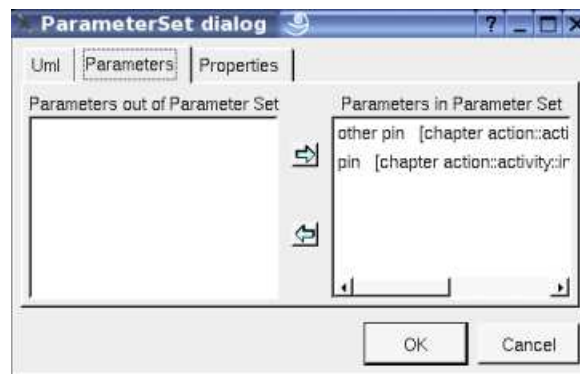 ParameterSet dialog
Uml Parameters Properties
Parameters out of Parameter Set
Parameters in Parameter Set
other pin [chapter action::acti
pin [chapter action::activity::ir
OK Cancel